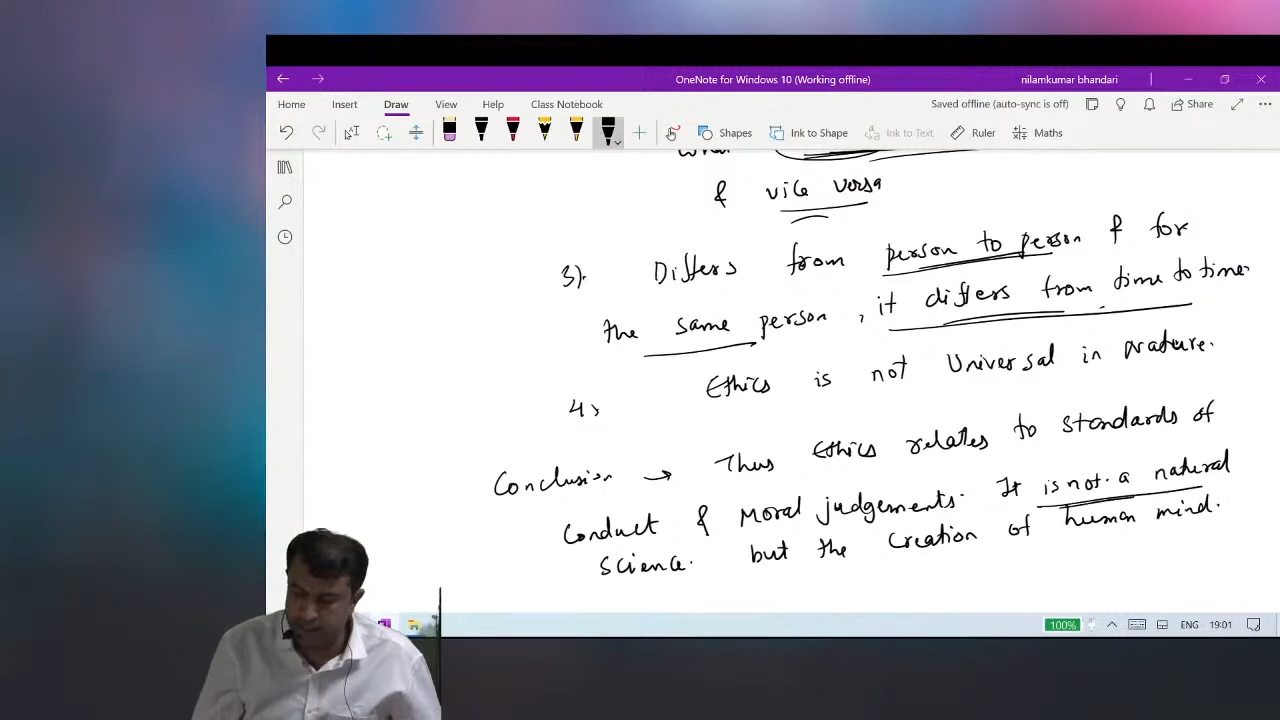 OneNote for Windows 10 (Working offline)
nilamkumar bhandari
Home Insert Draw View Help Class Notebook
Saved offline (auto-sync is off)
Share
Shapes Ink to Shape Ink to Text Ruler Maths
& vice versa
3). Differs from person to person & for
the same person, it differs from time to time.
4) Ethics is not Universal in nature.
Conclusion → Thus Ethics relates to standards of
conduct & Moral judgements. It is not a natural
science. but the creation of human mind.
100% ENG 19:01